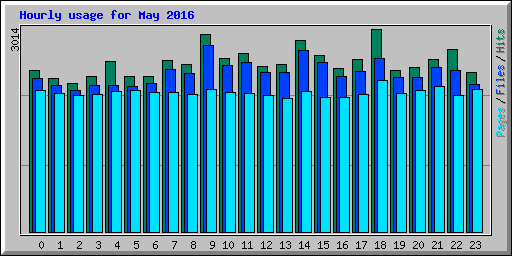 Hourly usage for May 2016
3014
Pages / Files / Hits
0 1 2 3 4 5 6 7 8 9 10 11 12 13 14 15 16 17 18 19 20 21 22 23